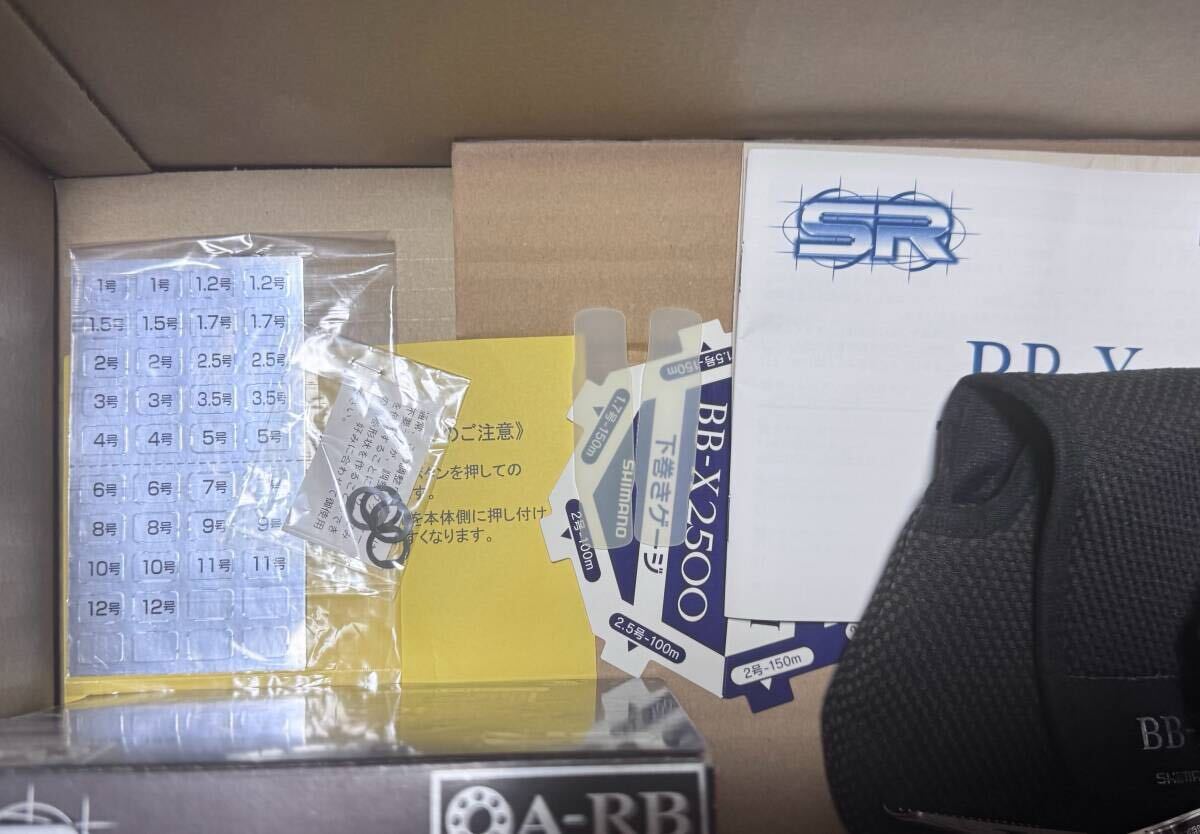 1号 1号 1.2号 1.2号
1.5号 1.5号 1.7号 1.7号
2号 2号 2.5号 2.5号
3号 3号 3.5号 3.5号
4号 4号 5号 5号
6号 6号 7号
8号 8号 9号 9号
10号 10号 11号 11号
12号 12号
のご注意》
タンを押しての
す。
を本体側に押し付け
すくなります。
1.5号-150m
1.7号-150m
SHIMANO
下巻きゲージ
BB-X2500
2号-100m
2.5号-100m
2号-150m
SR
BB-X
BB-
A-RB